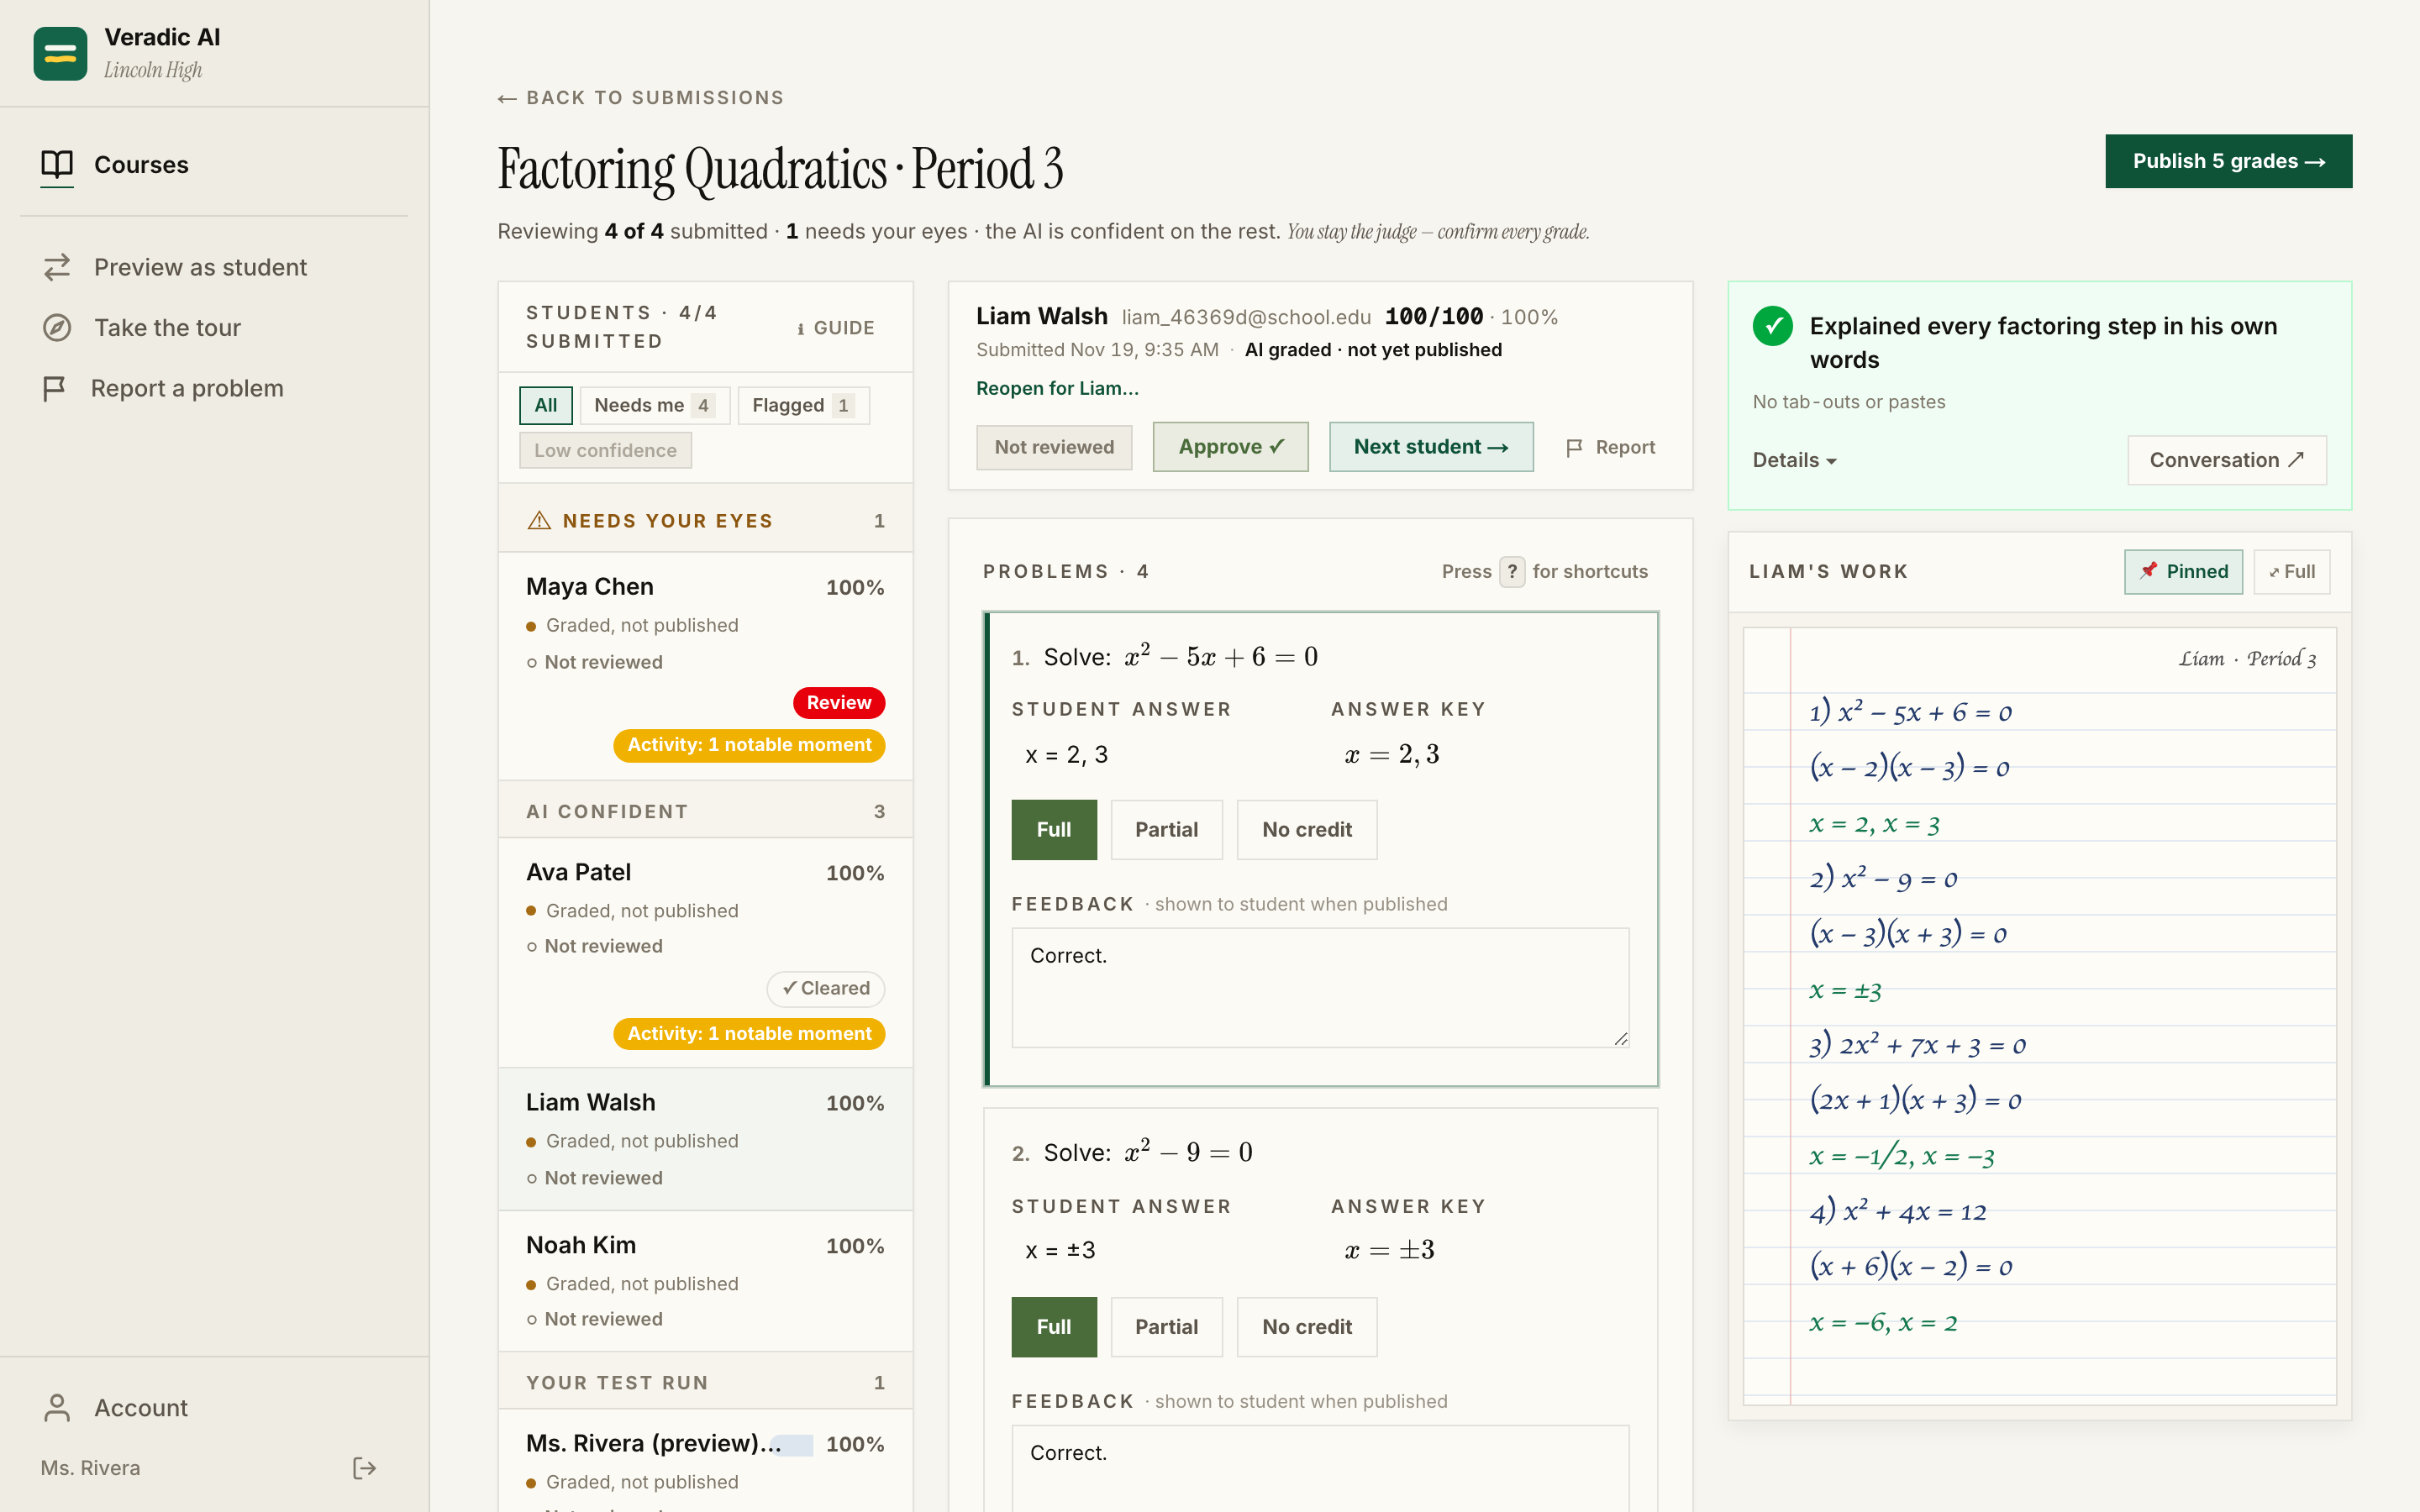 Veradic AI
Lincoln High
Courses
Preview as student
Take the tour
Report a problem
Account
Ms. Rivera
← BACK TO SUBMISSIONS
Factoring Quadratics · Period 3
Publish 5 grades →
Reviewing 4 of 4 submitted · 1 needs your eyes · the AI is confident on the rest. You stay the judge – confirm every grade.
STUDENTS · 4/4
SUBMITTED
ℹ GUIDE
All
Needs me 4
Flagged 1
Low confidence
⚠ NEEDS YOUR EYES 1
Maya Chen 100%
Graded, not published
Not reviewed
Review
Activity: 1 notable moment
AI CONFIDENT 3
Ava Patel 100%
Graded, not published
Not reviewed
✓ Cleared
Activity: 1 notable moment
Liam Walsh 100%
Graded, not published
Not reviewed
Noah Kim 100%
Graded, not published
Not reviewed
YOUR TEST RUN 1
Ms. Rivera (preview)... 100%
Graded, not published
Liam Walsh liam_46369d@school.edu 100/100 · 100%
Submitted Nov 19, 9:35 AM · AI graded · not yet published
Reopen for Liam...
Not reviewed
Approve ✓
Next student →
Report
PROBLEMS · 4
Press ? for shortcuts
1. Solve: x² − 5x + 6 = 0
STUDENT ANSWER ANSWER KEY
x = 2, 3 x = 2, 3
Full Partial No credit
FEEDBACK · shown to student when published
Correct.
2. Solve: x² − 9 = 0
STUDENT ANSWER ANSWER KEY
x = ±3 x = ±3
Full Partial No credit
FEEDBACK · shown to student when published
Correct.
✓ Explained every factoring step in his own
words
No tab-outs or pastes
Details ▾
Conversation ↗
LIAM'S WORK
📌 Pinned
⤢ Full
Liam · Period 3
1) x² − 5x + 6 = 0
(x − 2)(x − 3) = 0
x = 2, x = 3
2) x² − 9 = 0
(x − 3)(x + 3) = 0
x = ±3
3) 2x² + 7x + 3 = 0
(2x + 1)(x + 3) = 0
x = −1/2, x = −3
4) x² + 4x = 12
(x + 6)(x − 2) = 0
x = −6, x = 2